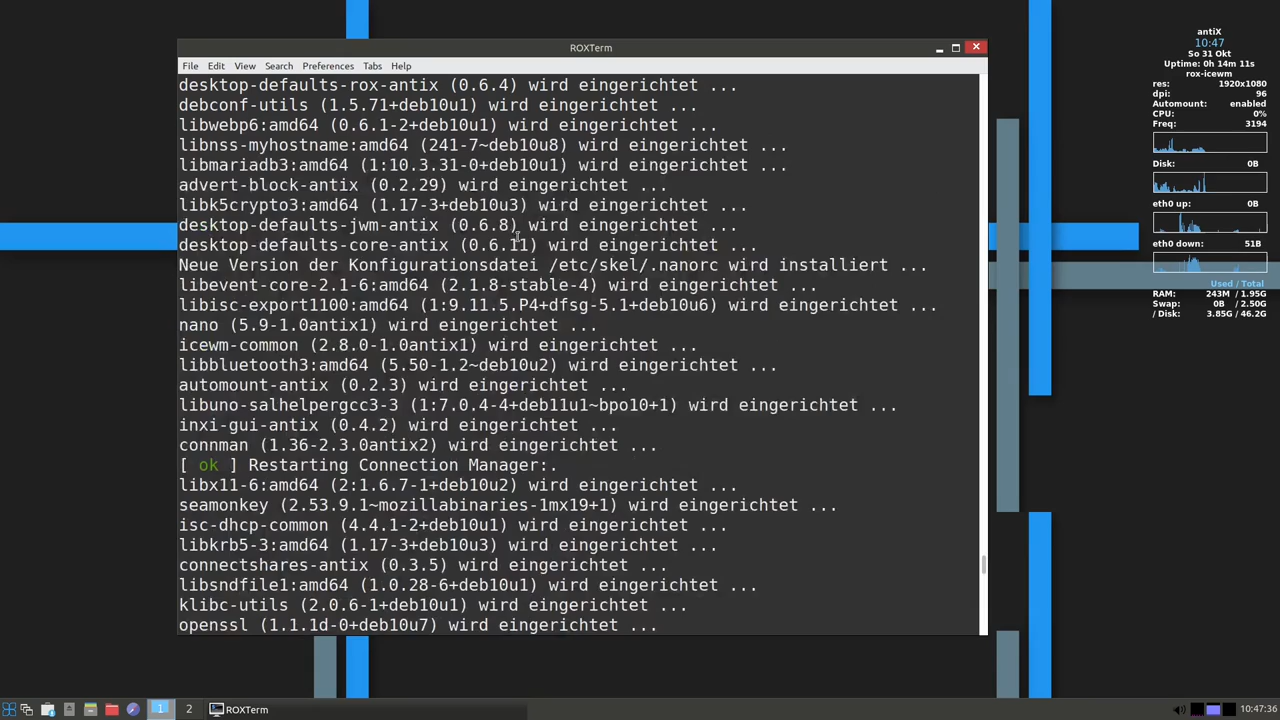 ROXTerm
File Edit View Search Preferences Tabs Help
desktop-defaults-rox-antix (0.6.4) wird eingerichtet ...
debconf-utils (1.5.71+deb10u1) wird eingerichtet ...
libwebp6:amd64 (0.6.1-2+deb10u1) wird eingerichtet ...
libnss-myhostname:amd64 (241-7~deb10u8) wird eingerichtet ...
libmariadb3:amd64 (1:10.3.31-0+deb10u1) wird eingerichtet ...
advert-block-antix (0.2.29) wird eingerichtet ...
libk5crypto3:amd64 (1.17-3+deb10u3) wird eingerichtet ...
desktop-defaults-jwm-antix (0.6.8) wird eingerichtet ...
desktop-defaults-core-antix (0.6.11) wird eingerichtet ...
Neue Version der Konfigurationsdatei /etc/skel/.nanorc wird installiert ...
libevent-core-2.1-6:amd64 (2.1.8-stable-4) wird eingerichtet ...
libisc-export1100:amd64 (1:9.11.5.P4+dfsg-5.1+deb10u6) wird eingerichtet ...
nano (5.9-1.0antix1) wird eingerichtet ...
icewm-common (2.8.0-1.0antix1) wird eingerichtet ...
libbluetooth3:amd64 (5.50-1.2~deb10u2) wird eingerichtet ...
automount-antix (0.2.3) wird eingerichtet ...
libuno-salhelpergcc3-3 (1:7.0.4-4+deb11u1~bpo10+1) wird eingerichtet ...
inxi-gui-antix (0.4.2) wird eingerichtet ...
connman (1.36-2.3.0antix2) wird eingerichtet ...
[ ok ] Restarting Connection Manager:.
libx11-6:amd64 (2:1.6.7-1+deb10u2) wird eingerichtet ...
seamonkey (2.53.9.1~mozillabinaries-1mx19+1) wird eingerichtet ...
isc-dhcp-common (4.4.1-2+deb10u1) wird eingerichtet ...
libkrb5-3:amd64 (1.17-3+deb10u3) wird eingerichtet ...
connectshares-antix (0.3.5) wird eingerichtet ...
libsndfile1:amd64 (1.0.28-6+deb10u1) wird eingerichtet ...
klibc-utils (2.0.6-1+deb10u1) wird eingerichtet ...
openssl (1.1.1d-0+deb10u7) wird eingerichtet ...
antiX
10:47
So 31 Okt
Uptime: 0h 14m 11s
rox-icewm
res: 1920x1080
dpi: 96
Automount: enabled
CPU: 0%
Freq: 3194
Disk: 0B
eth0 up: 0B
eth0 down: 51B
Used / Total
RAM: 243M / 1.95G
Swap: 0B / 2.50G
/ Disk: 3.85G / 46.2G
1 2 ROXTerm 10:47:36